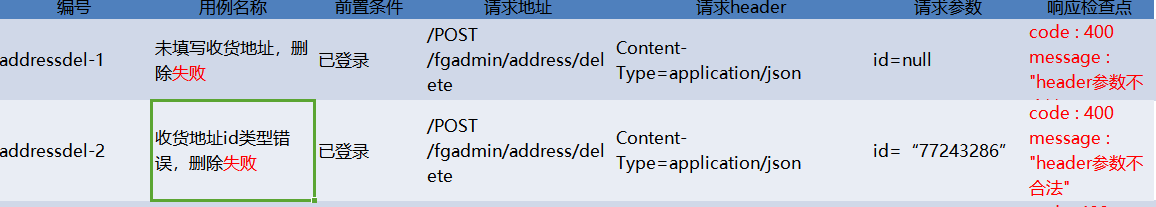 编号 用例名称 前置条件 请求地址 请求header 请求参数 响应检查点
addressdel-1
未填写收货地址，删
除失败
已登录
/POST
/fgadmin/address/del
ete
Content-
Type=application/json
id=null
code : 400
message :
"header参数不
addressdel-2
收货地址id类型错
误，删除失败
已登录
/POST
/fgadmin/address/del
ete
Content-
Type=application/json
id=“77243286”
code : 400
message :
"header参数不
合法"